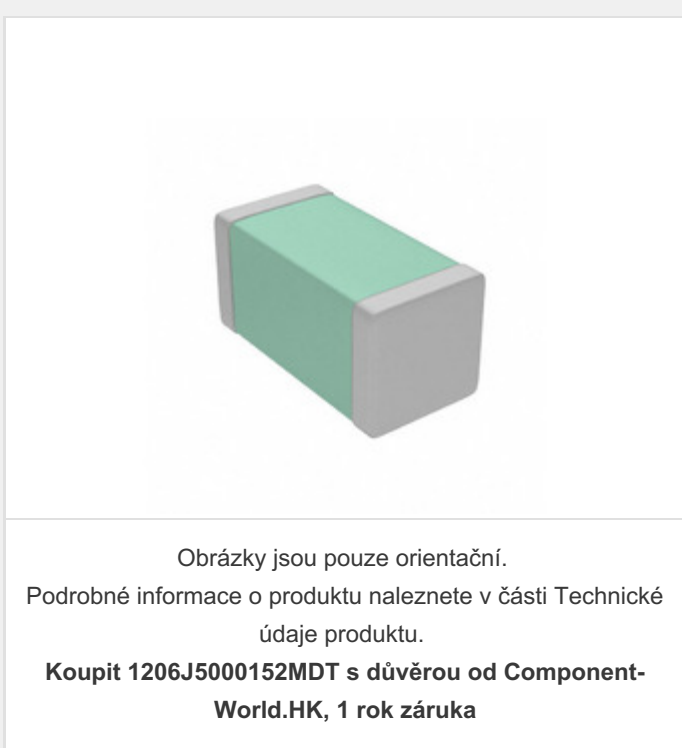 Obrázky jsou pouze orientační.
Podrobné informace o produktu naleznete v části Technické
údaje produktu.
Koupit 1206J5000152MDT s důvěrou od Component-
World.HK, 1 rok záruka